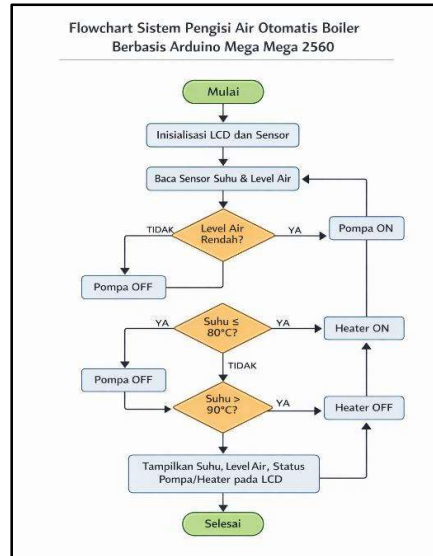 Flowchart Sistem Pengisi Air Otomatis Boiler
Berbasis Arduino Mega Mega 2560
Mulai
Inisialisasi LCD dan Sensor
Baca Sensor Suhu & Level Air
Level Air
Rendah?
TIDAK
YA
Pompa ON
Pompa OFF
Suhu ≤
80°C?
YA
YA
Heater ON
Pompa OFF
TIDAK
Suhu >
90°C?
YA
Heater OFF
Tampilkan Suhu, Level Air, Status
Pompa/Heater pada LCD
Selesai